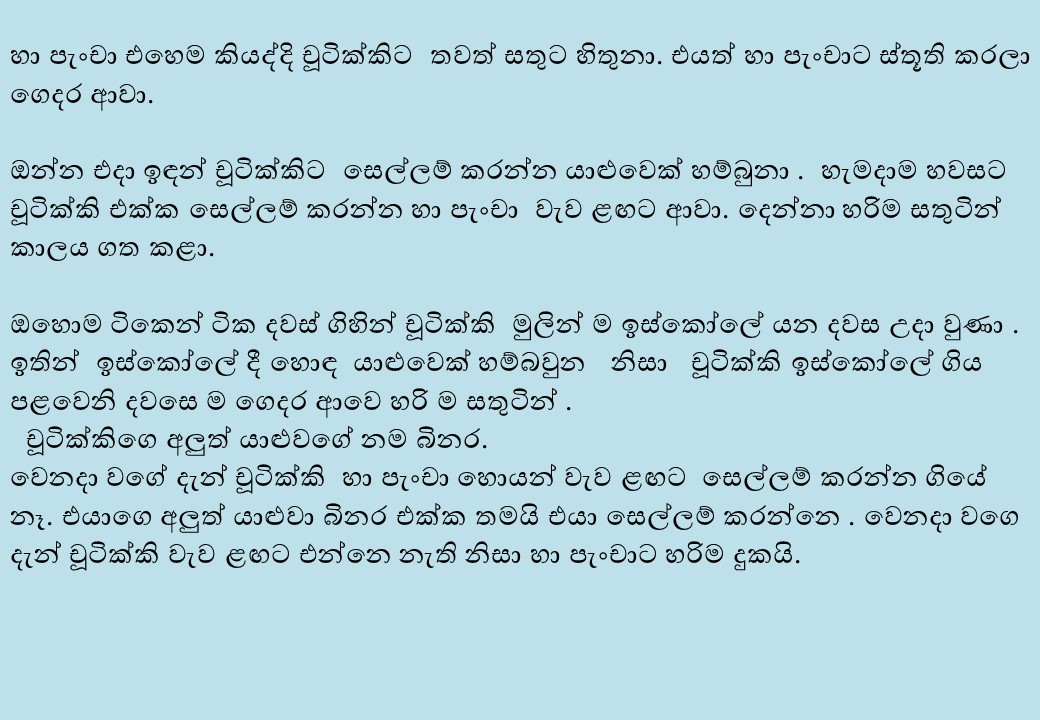 හා පැංචා එහෙම කියද්දි චූටික්කිට  තවත් සතුට හිතුනා. එයත් හා පැංචාට ස්තූති කරලා
ගෙදර ආවා.

ඔන්න එදා ඉඳන් චූටික්කිට  සෙල්ලම් කරන්න යාළුවෙක් හම්බුනා .  හැමදාම හවසට
චූටික්කි එක්ක සෙල්ලම් කරන්න හා පැංචා  වැව ළඟට ආවා. දෙන්නා හරිම සතුටින්
කාලය ගත කළා.

ඔහොම ටිකෙන් ටික දවස් ගිහින් චූටික්කි  මුලින් ම ඉස්කෝලේ යන දවස උදා වුණා .
ඉතින්  ඉස්කෝලේ දී හොඳ  යාළුවෙක් හම්බවුන   නිසා   චූටික්කි ඉස්කෝලේ ගිය
පළවෙනි දවසෙ ම ගෙදර ආවෙ හරි ම සතුටින් .
  චූටික්කිගෙ අලුත් යාළුවගේ නම බිනර.
වෙනදා වගේ දැන් චූටික්කි  හා පැංචා හොයන් වැව ළඟට  සෙල්ලම් කරන්න ගියේ
නෑ. එයාගෙ අලුත් යාළුවා බිනර එක්ක තමයි එයා සෙල්ලම් කරන්නෙ . වෙනදා වගෙ
දැන් චූටික්කි වැව ළඟට එන්නෙ නැති නිසා හා පැංචාට හරිම දුකයි.